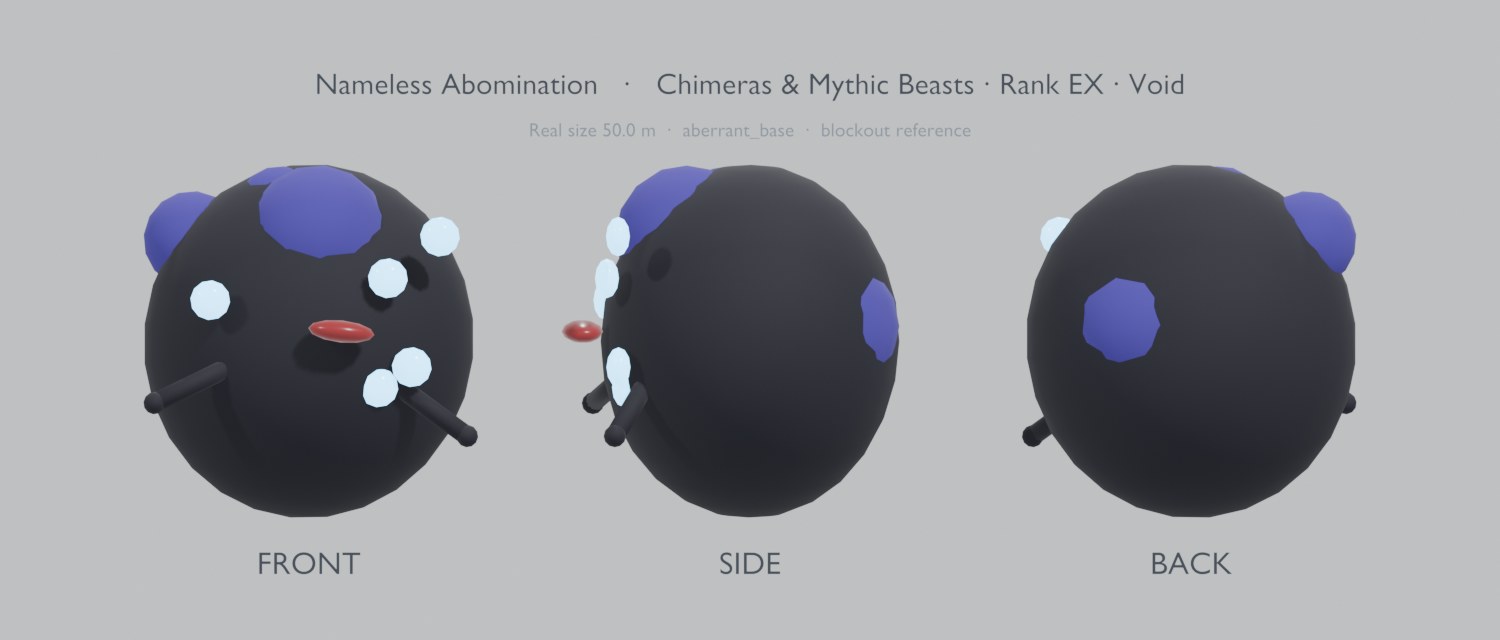 Nameless Abomination · Chimeras & Mythic Beasts · Rank EX · Void
Real size 50.0 m · aberrant_base · blockout reference
FRONT SIDE BACK